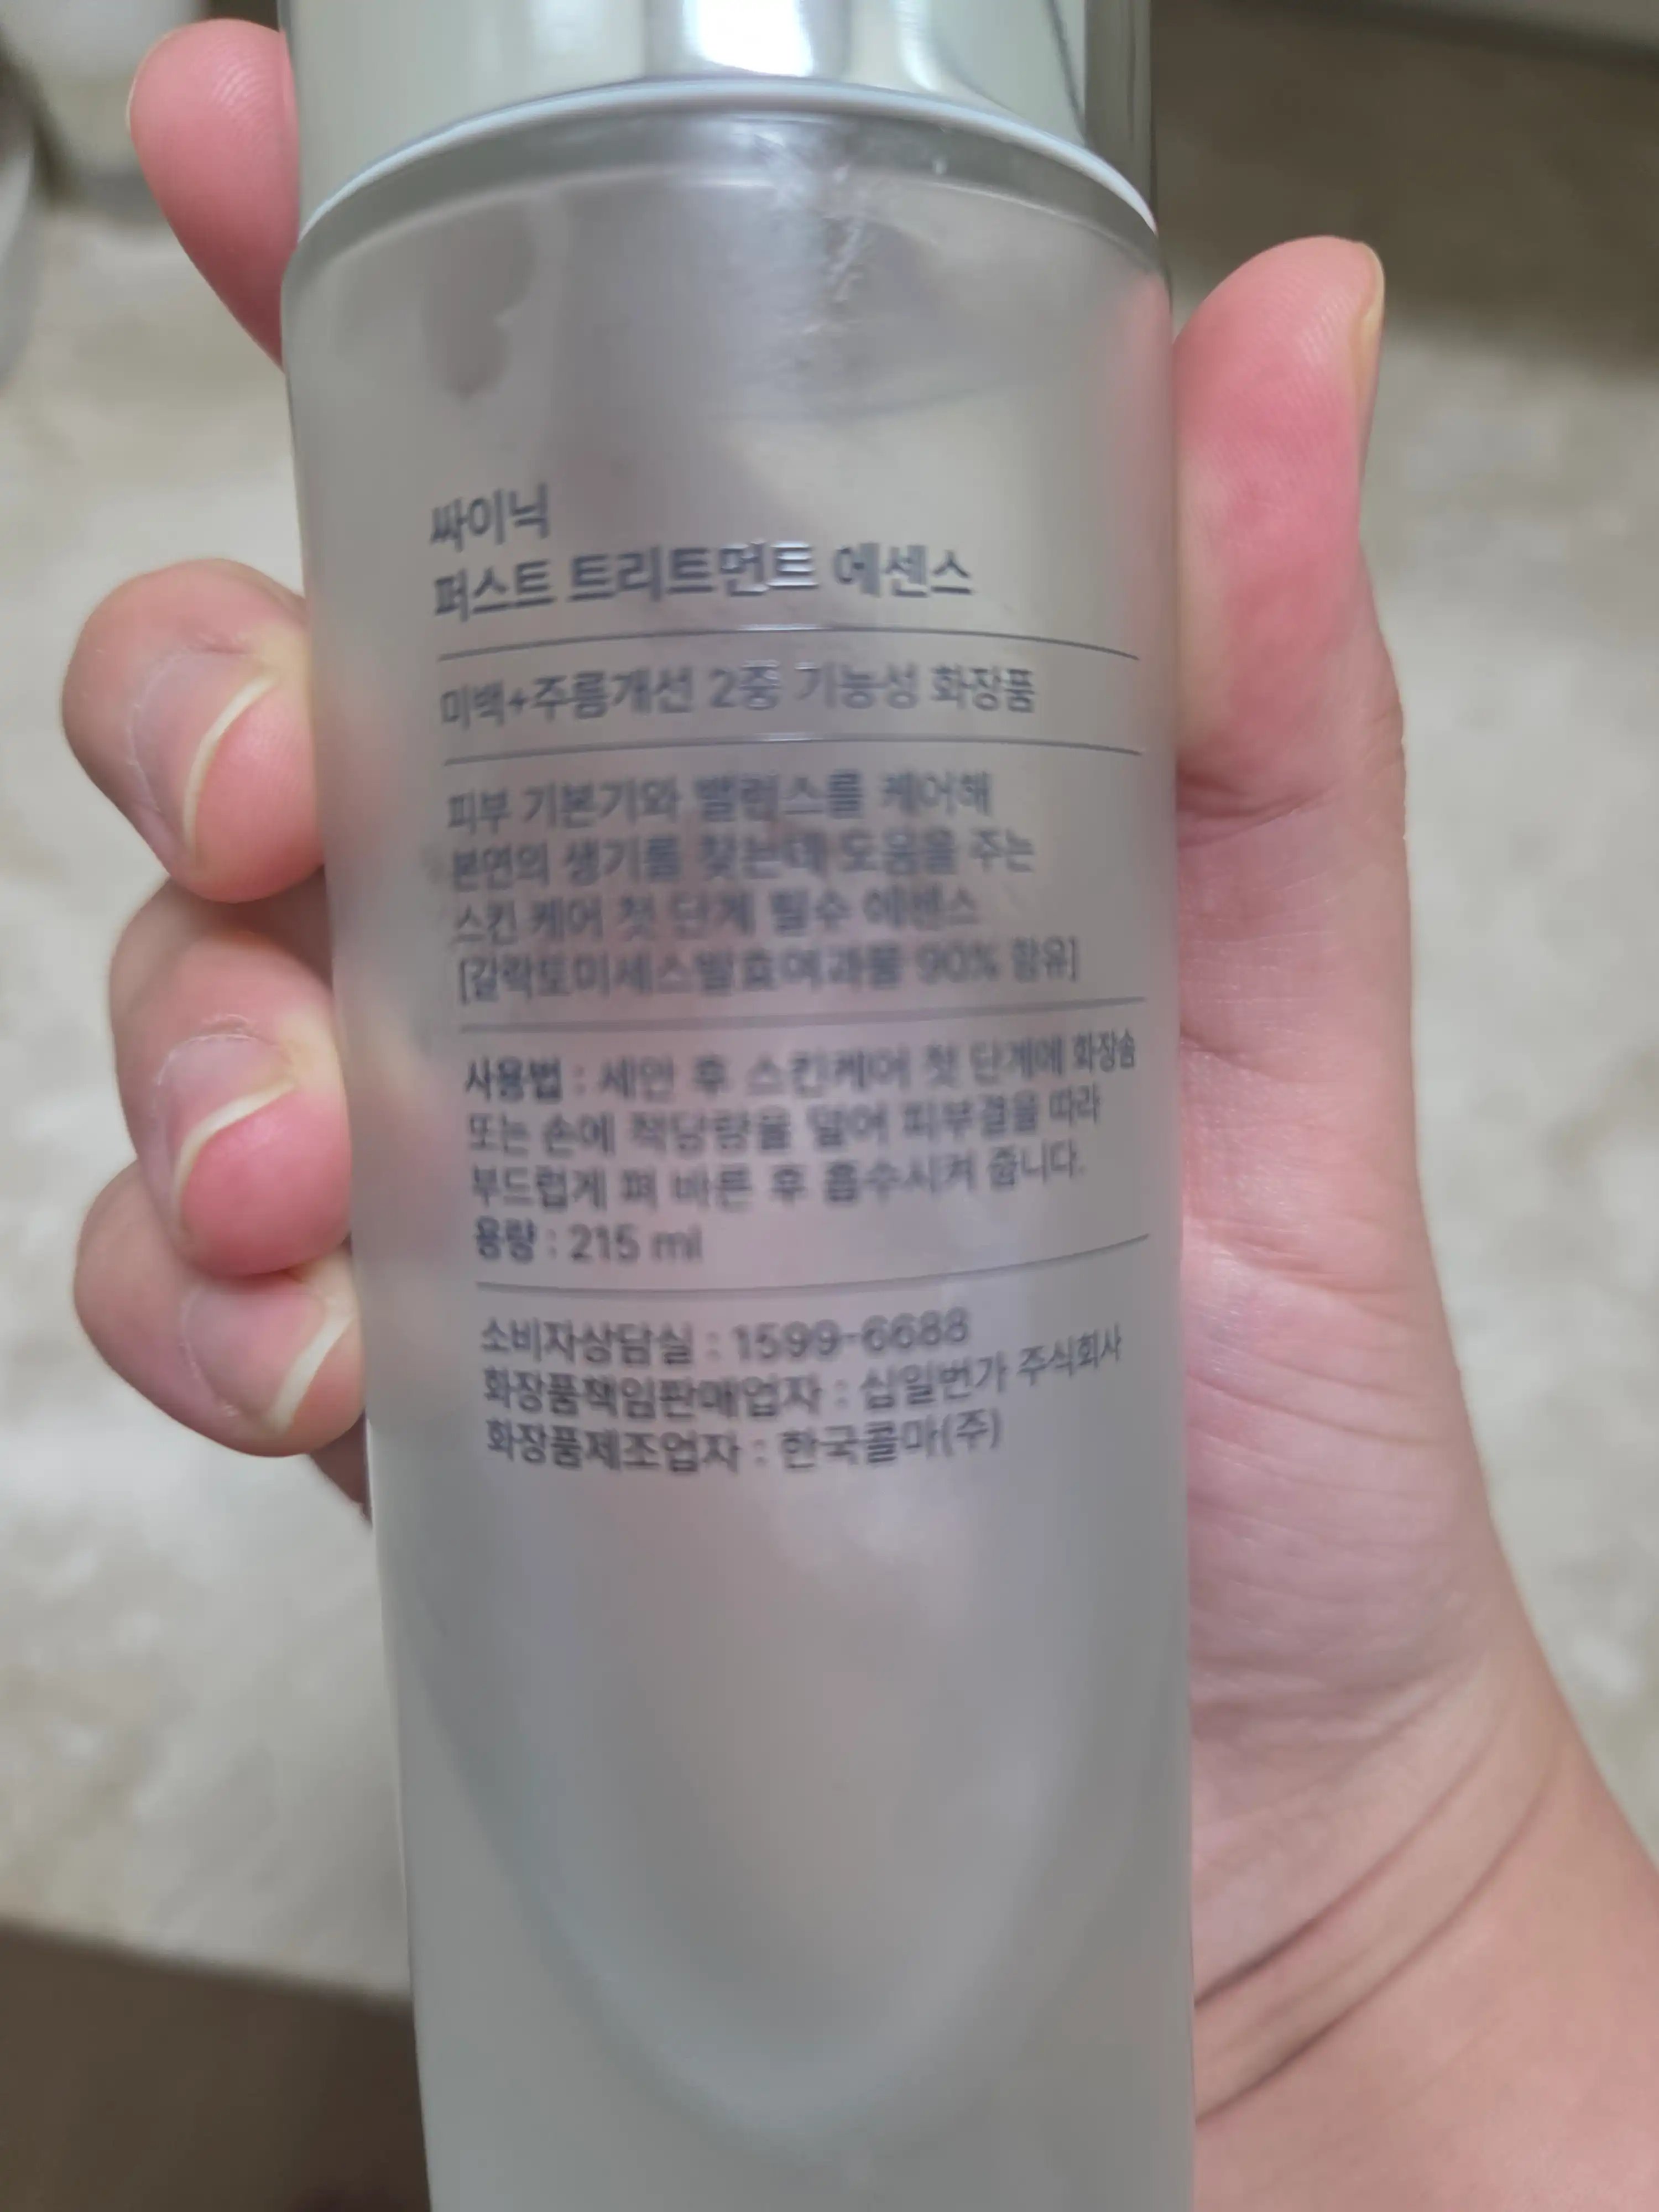 싸이닉
퍼스트 트리트먼트 에센스
미백+주름개선 2중 기능성 화장품
피부 기본기와 밸런스를 케어해
본연의 생기를 찾는데 도움을 주는
스킨 케어 첫 단계 필수 에센스
[갈락토미세스발효여과물 90% 함유]
사용법 : 세안 후 스킨케어 첫 단계에 화장솜
또는 손에 적당량을 덜어 피부결을 따라
부드럽게 펴 바른 후 흡수시켜 줍니다.
용량 : 215 ml
소비자상담실 : 1599-6688
화장품책임판매업자 : 십일번가 주식회사
화장품제조업자 : 한국콜마(주)